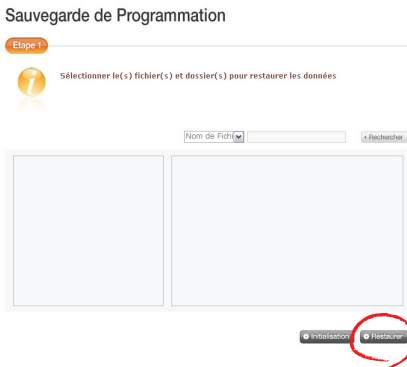 Sauvegarde de Programmation
Etape 1
Sélectionner le(s) fichier(s) et dossier(s) pour restaurer les données
Nom de Fichi
Rechercher
Initialisation
Restaurer